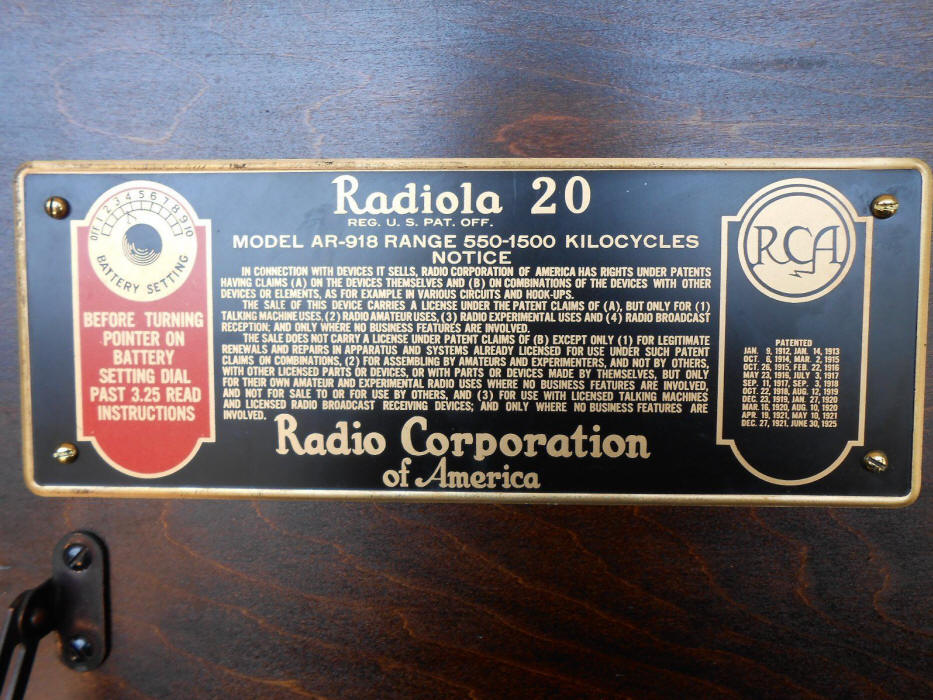 OFF 1 2 3 4 5 6 7 8 9 10
BATTERY SETTING
BEFORE TURNING
POINTER ON
BATTERY
SETTING DIAL
PAST 3.25 READ
INSTRUCTIONS
Radiola 20
REG. U. S. PAT. OFF.
MODEL AR-918 RANGE 550-1500 KILOCYCLES
NOTICE
IN CONNECTION WITH DEVICES IT SELLS, RADIO CORPORATION OF AMERICA HAS RIGHTS UNDER PATENTS
HAVING CLAIMS (A) ON THE DEVICES THEMSELVES AND (B) ON COMBINATIONS OF THE DEVICES WITH OTHER
DEVICES OR ELEMENTS, AS FOR EXAMPLE IN VARIOUS CIRCUITS AND HOOK-UPS.
THE SALE OF THIS DEVICE CARRIES A LICENSE UNDER THE PATENT CLAIMS OF (A), BUT ONLY FOR (1)
TALKING MACHINE USES, (2) RADIO AMATEUR USES, (3) RADIO EXPERIMENTAL USES AND (4) RADIO BROADCAST
RECEPTION; AND ONLY WHERE NO BUSINESS FEATURES ARE INVOLVED.
THE SALE DOES NOT CARRY A LICENSE UNDER PATENT CLAIMS OF (B) EXCEPT ONLY (1) FOR LEGITIMATE
RENEWALS AND REPAIRS IN APPARATUS AND SYSTEMS ALREADY LICENSED FOR USE UNDER SUCH PATENT
CLAIMS ON COMBINATIONS, (2) FOR ASSEMBLING BY AMATEURS AND EXPERIMENTERS, AND NOT BY OTHERS,
WITH OTHER LICENSED PARTS OR DEVICES, OR WITH PARTS OR DEVICES MADE BY THEMSELVES, BUT ONLY
FOR THEIR OWN AMATEUR AND EXPERIMENTAL RADIO USES WHERE NO BUSINESS FEATURES ARE INVOLVED,
AND NOT FOR SALE TO OR FOR USE BY OTHERS, AND (3) FOR USE WITH LICENSED TALKING MACHINES
AND LICENSED RADIO BROADCAST RECEIVING DEVICES; AND ONLY WHERE NO BUSINESS FEATURES ARE
INVOLVED.
Radio Corporation
of America
RCA
PATENTED
JAN. 9, 1912, JAN. 14, 1913
OCT. 6, 1914, MAR. 2, 1915
OCT. 26, 1915, FEB. 22, 1916
MAY 23, 1916, JULY 3, 1917
SEP. 11, 1917, SEP. 3, 1918
OCT. 22, 1918, AUG. 12, 1919
DEC. 23, 1919, JAN. 27, 1920
MAR. 16, 1920, AUG. 10, 1920
APR. 19, 1921, MAY 10, 1921
DEC. 27, 1921, JUNE 30, 1925